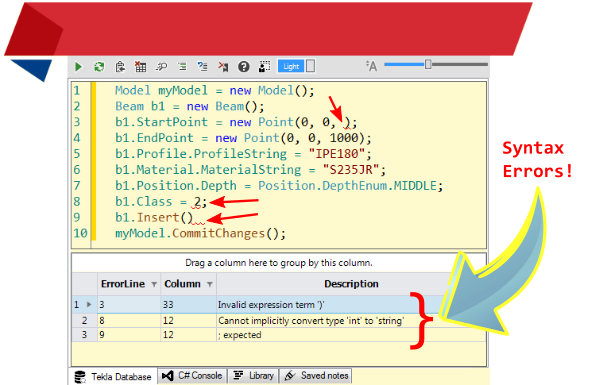 Light
A
1 Model myModel = new Model();
2 Beam b1 = new Beam();
3 b1.StartPoint = new Point(0, 0, );
4 b1.EndPoint = new Point(0, 0, 1000);
5 b1.Profile.ProfileString = "IPE180";
6 b1.Material.MaterialString = "S235JR";
7 b1.Position.Depth = Position.DepthEnum.MIDDLE;
8 b1.Class = 2;
9 b1.Insert()
10 myModel.CommitChanges();
Syntax
Errors!
Drag a column here to group by this column.
ErrorLine Column Description
1 3 33 Invalid expression term ')'
2 8 12 Cannot implicitly convert type 'int' to 'string'
3 9 12 ; expected
Tekla Database C# Console Library Saved notes